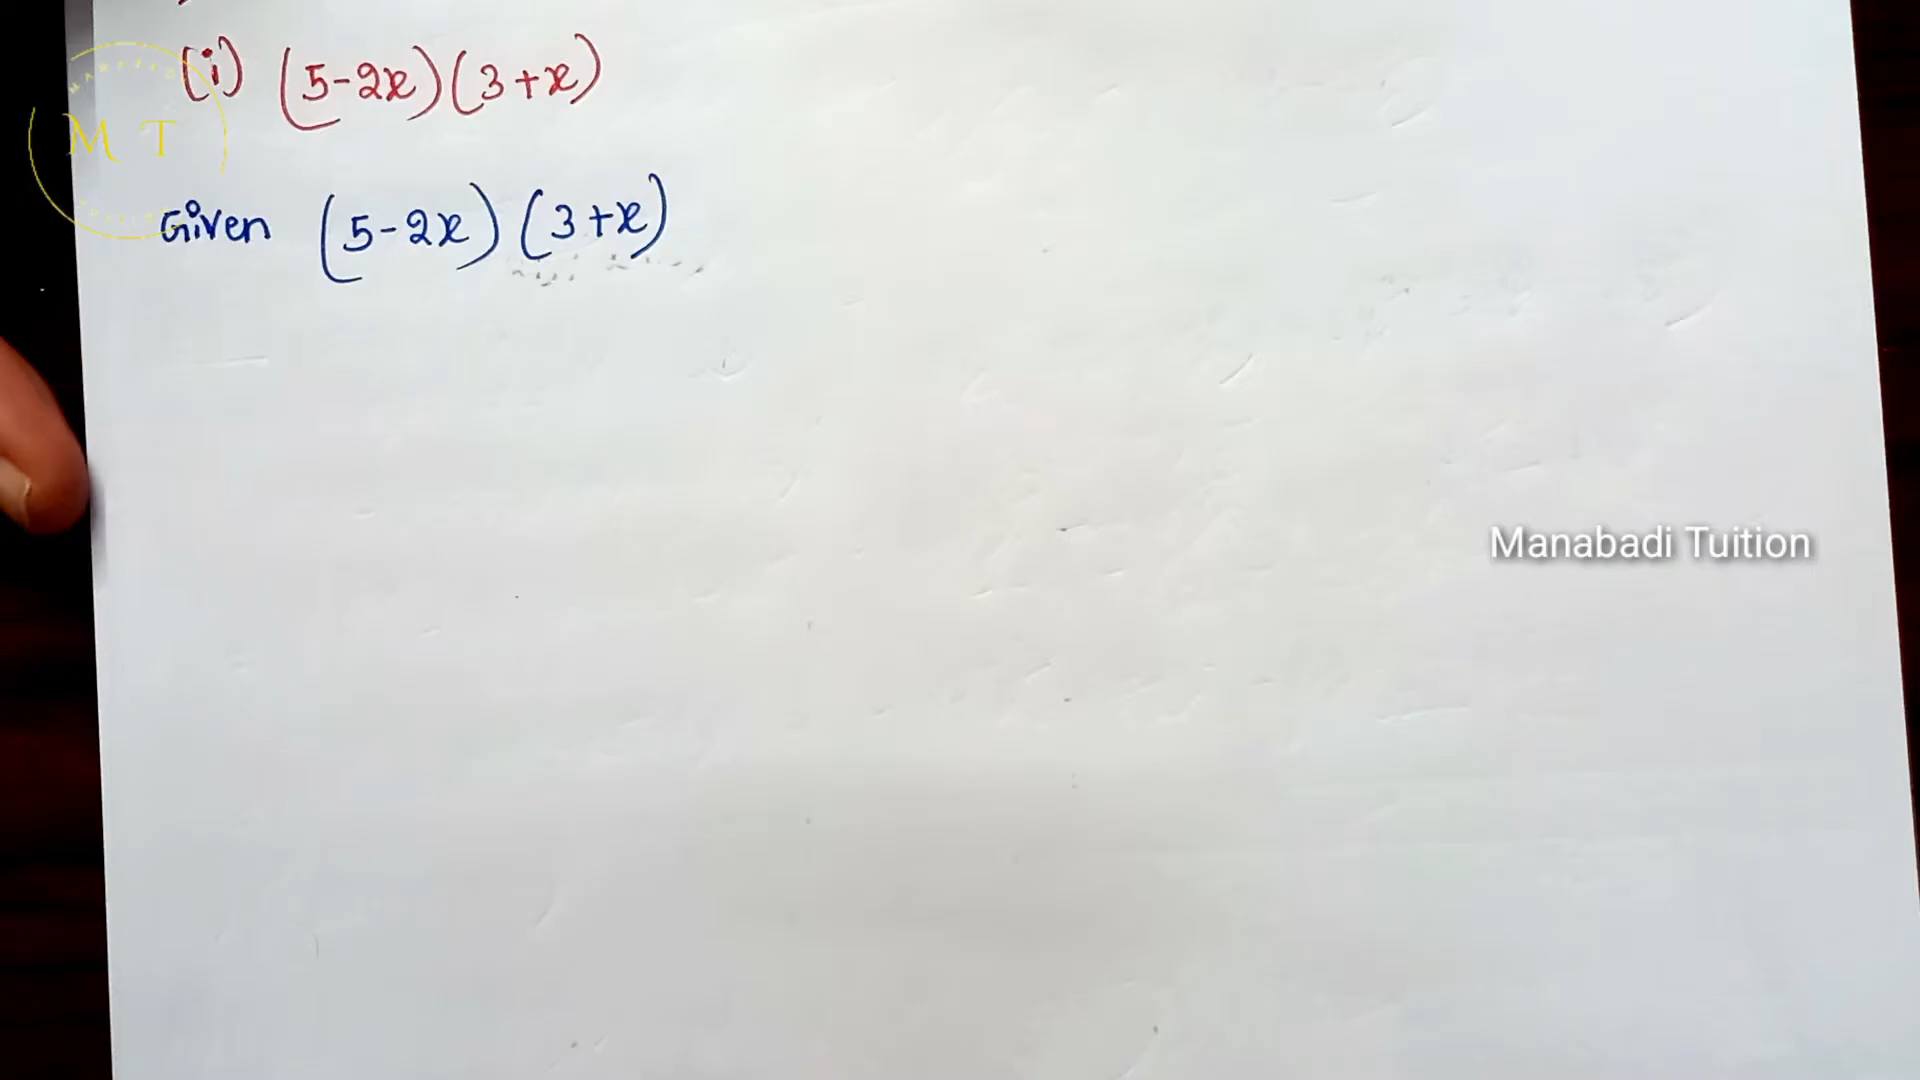 (i) (5-2x)(3+x)
M T
Given (5-2x)(3+x)
Manabadi Tuition